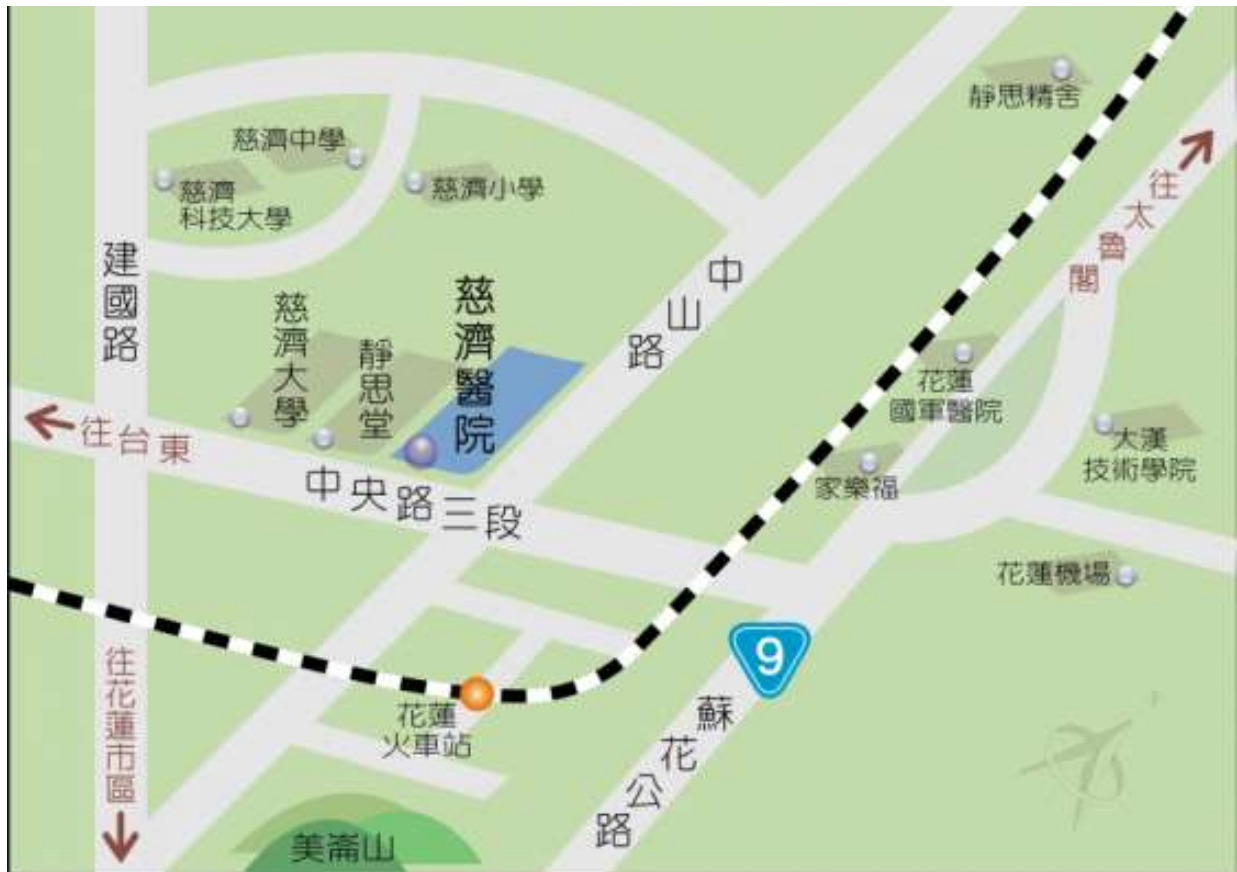 靜思精舍
慈濟中學
慈濟
科技大學
慈濟小學
往太魯閣
建國路
中山路
慈濟醫院
慈濟大學
靜思堂
花蓮
國軍醫院
往台東
大漢
技術學院
家樂福
中央路三段
花蓮機場
9
往花蓮市區
花蓮
火車站
蘇花公路
美崙山